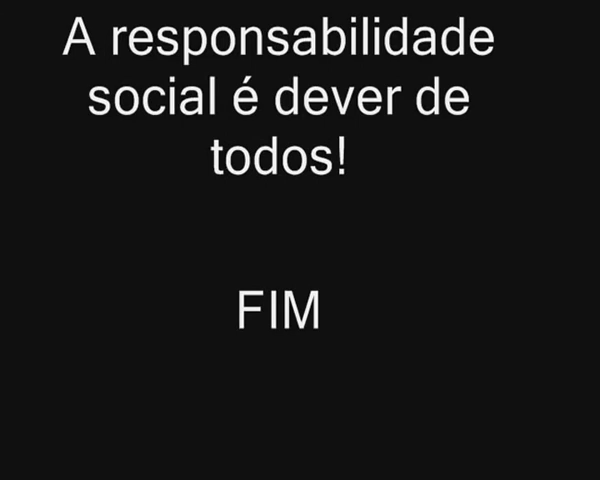 A responsabilidade
social é dever de
todos!
FIM